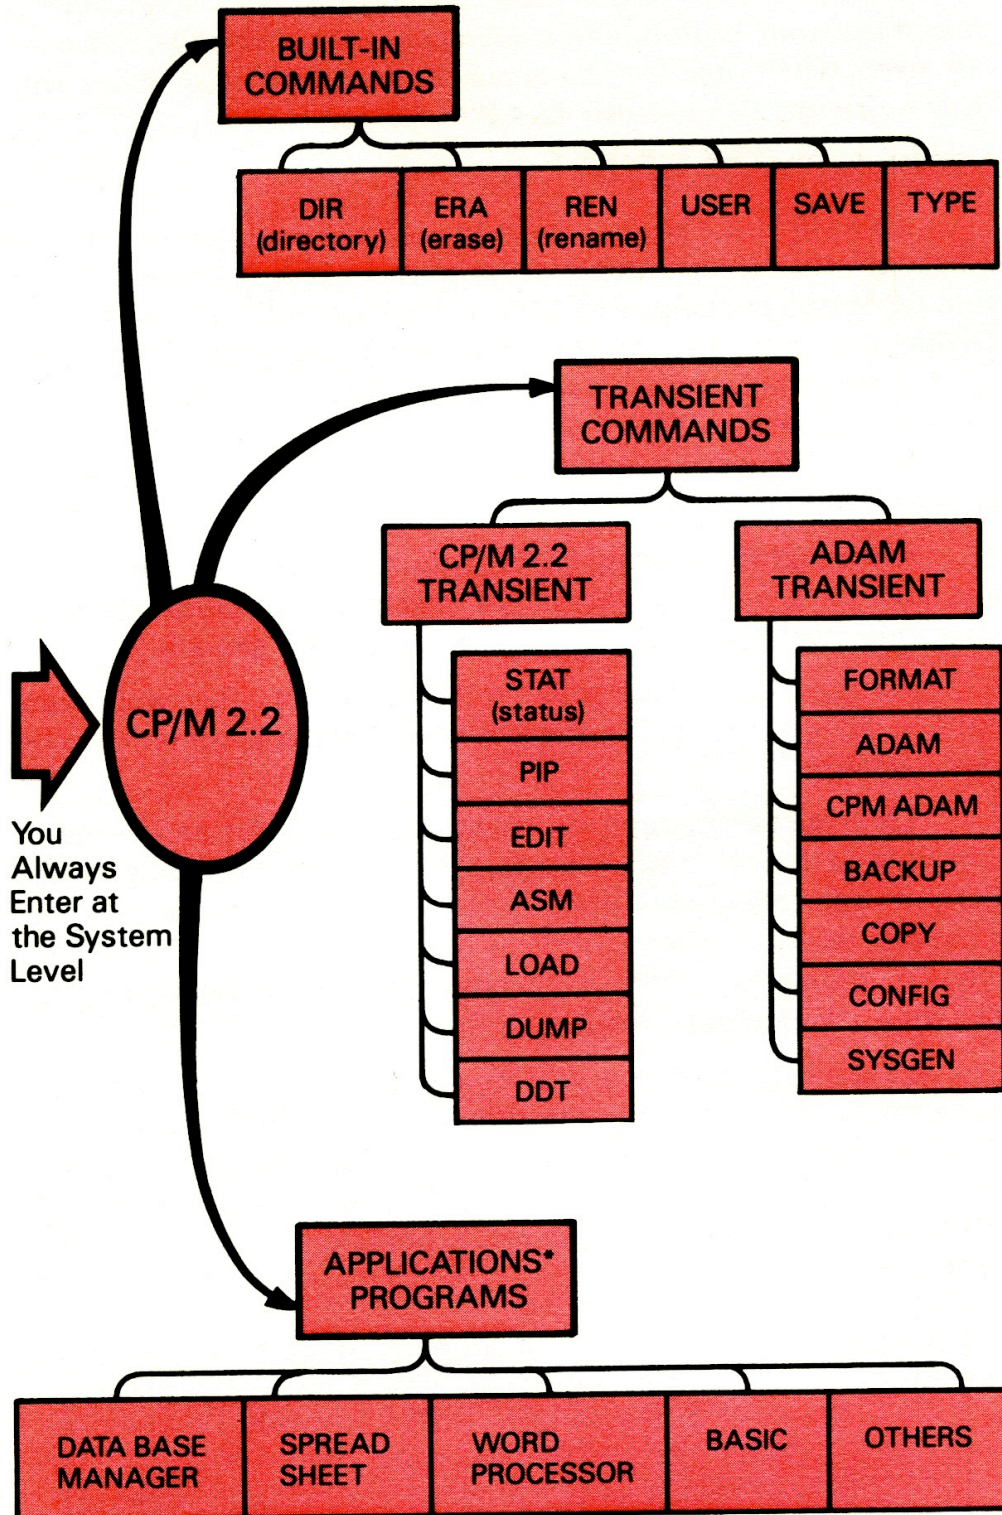 BUILT-IN
COMMANDS
DIR
(directory)
ERA
(erase)
REN
(rename)
USER
SAVE
TYPE
TRANSIENT
COMMANDS
CP/M 2.2
TRANSIENT
STAT
(status)
PIP
EDIT
ASM
LOAD
DUMP
DDT
ADAM
TRANSIENT
FORMAT
ADAM
CPM ADAM
BACKUP
COPY
CONFIG
SYSGEN
CP/M 2.2
You
Always
Enter at
the System
Level
APPLICATIONS*
PROGRAMS
DATA BASE
MANAGER
SPREAD
SHEET
WORD
PROCESSOR
BASIC
OTHERS